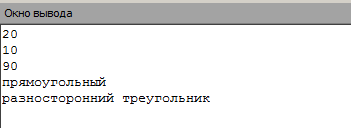 Окно вывода
20
10
90
прямоугольный
разносторонний треугольник